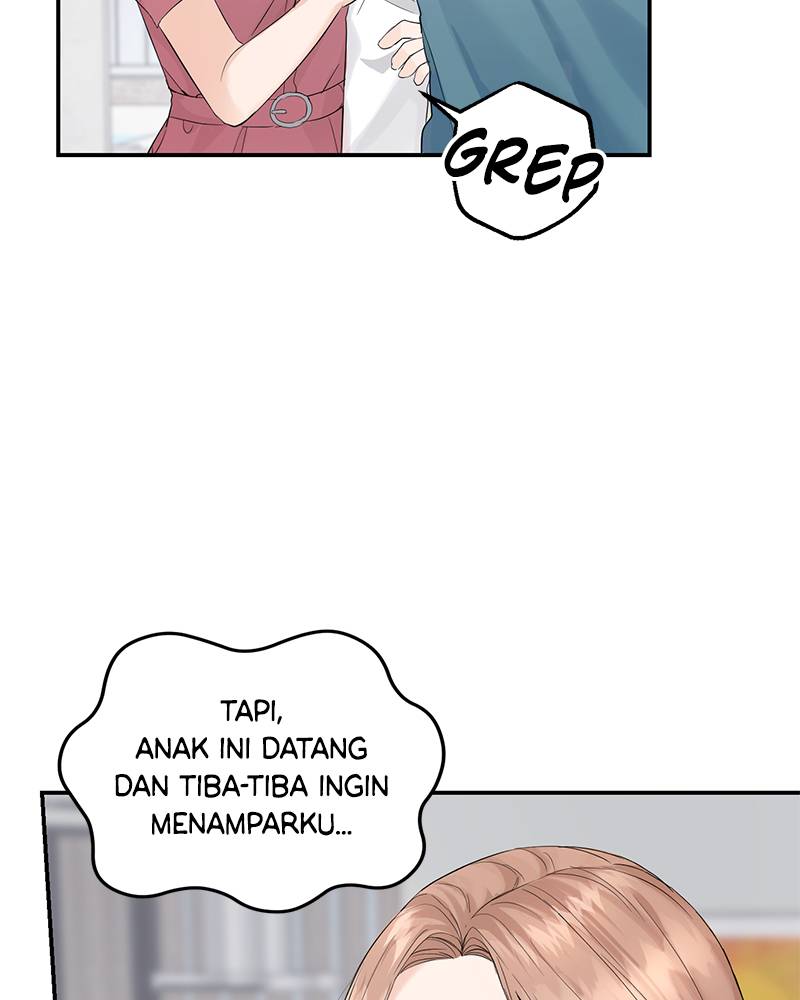 GREP
TAPI,
ANAK INI DATANG
DAN TIBA-TIBA INGIN
MENAMPARKU...